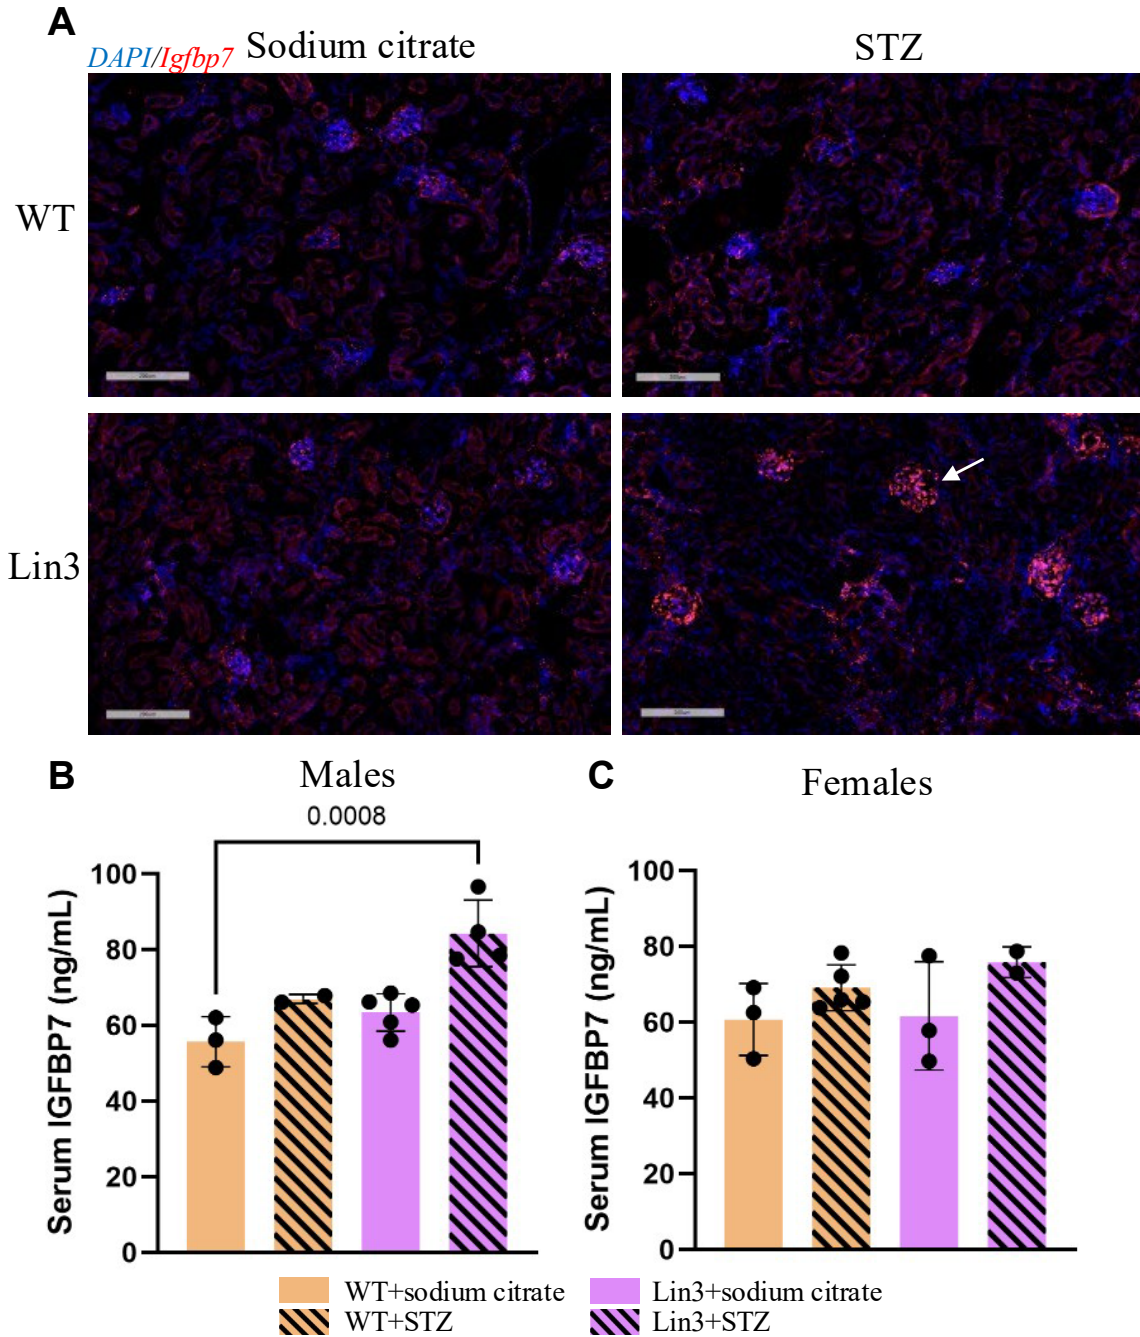 A
DAPI/Igfbp7 Sodium citrate STZ
WT
Lin3
B Males
0.0008
C Females
Serum IGFBP7 (ng/mL)
100
80
60
40
20
0
Serum IGFBP7 (ng/mL)
100
80
60
40
20
0
WT+sodium citrate Lin3+sodium citrate
WT+STZ Lin3+STZ